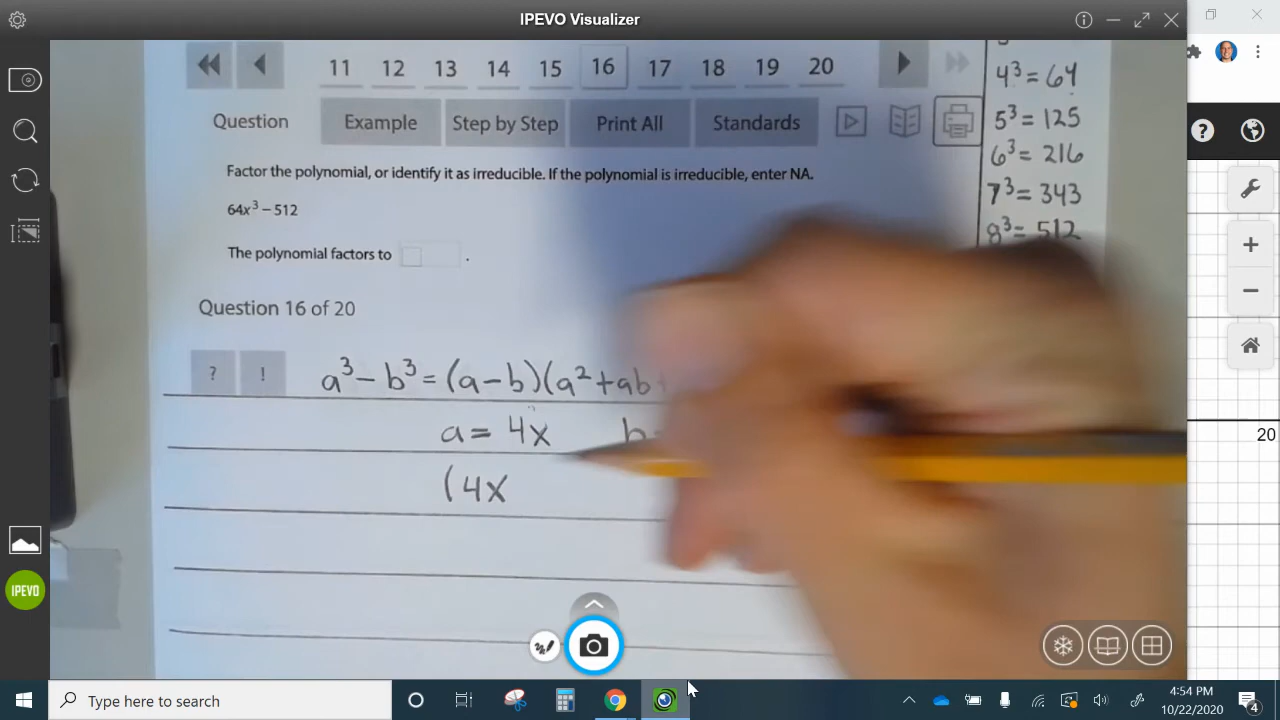 IPEVO Visualizer
11 12 13 14 15 16 17 18 19 20
4³ = 64
Question Example Step by Step Print All Standards
5³ = 125
6³ = 216
Factor the polynomial, or identify it as irreducible. If the polynomial is irreducible, enter NA.
7³ = 343
64x³ – 512
8³ = 512
The polynomial factors to .
Question 16 of 20
? !
a³ – b³ = (a – b)(a² + ab +
a = 4x b =
(4x
20
IPEVO
Type here to search
4:54 PM
10/22/2020
4